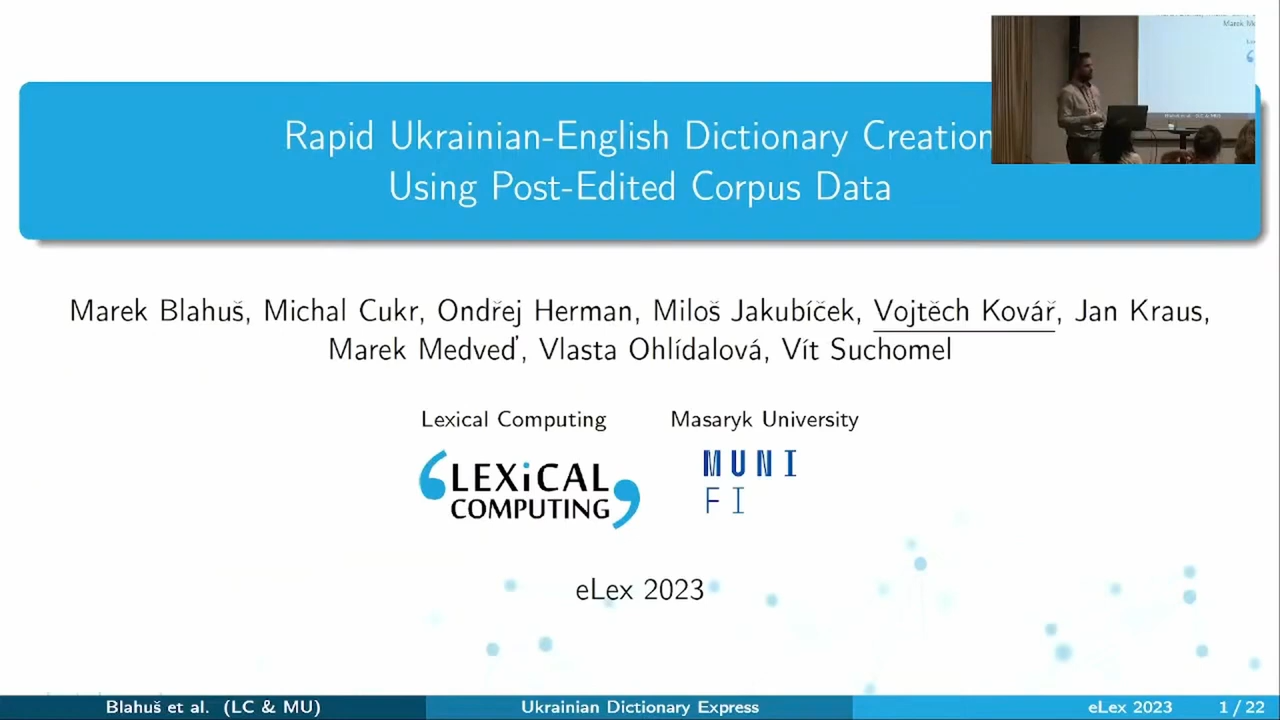 Rapid Ukrainian-English Dictionary Creation
Using Post-Edited Corpus Data
Marek Blahuš, Michal Cukr, Ondřej Herman, Miloš Jakubíček, Vojtěch Kovář, Jan Kraus,
Marek Medveď, Vlasta Ohlídalová, Vít Suchomel
Lexical Computing
Masaryk University
LEXiCAL
COMPUTING
MUNI
FI
eLex 2023
Blahuš et al. (LC & MU)
Ukrainian Dictionary Express
eLex 2023
1 / 22